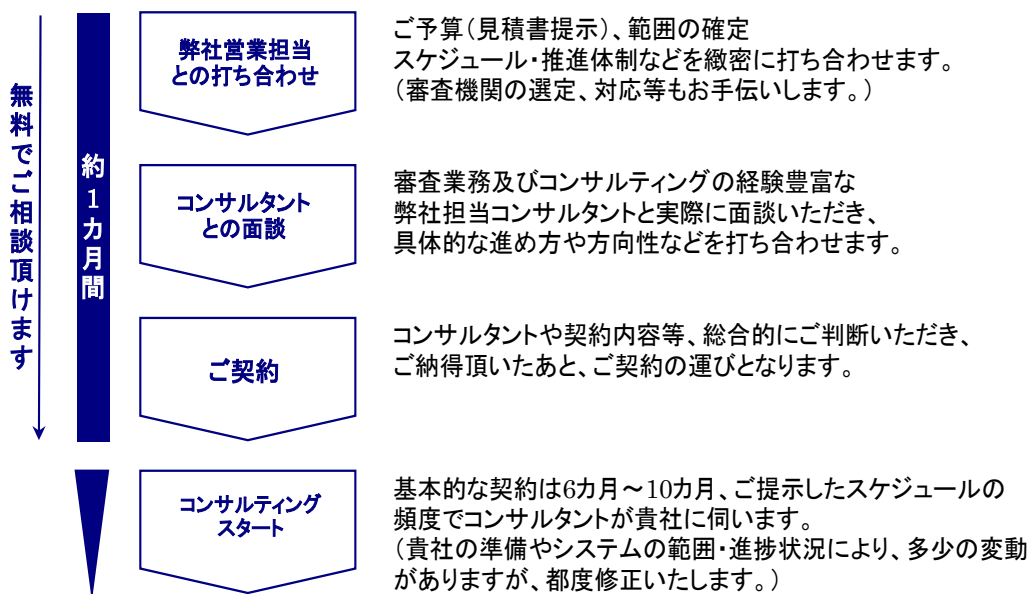 無料でご相談頂けます
約1カ月間
弊社営業担当
との打ち合わせ
ご予算(見積書提示)、範囲の確定
スケジュール・推進体制などを緻密に打ち合わせます。
(審査機関の選定、対応等もお手伝いします。)
コンサルタント
との面談
審査業務及びコンサルティングの経験豊富な
弊社担当コンサルタントと実際に面談いただき、
具体的な進め方や方向性などを打ち合わせます。
ご契約
コンサルタントや契約内容等、総合的にご判断いただき、
ご納得頂いたあと、ご契約の運びとなります。
コンサルティング
スタート
基本的な契約は6カ月～10カ月、ご提示したスケジュールの
頻度でコンサルタントが貴社に伺います。
(貴社の準備やシステムの範囲・進捗状況により、多少の変動
がありますが、都度修正いたします。)